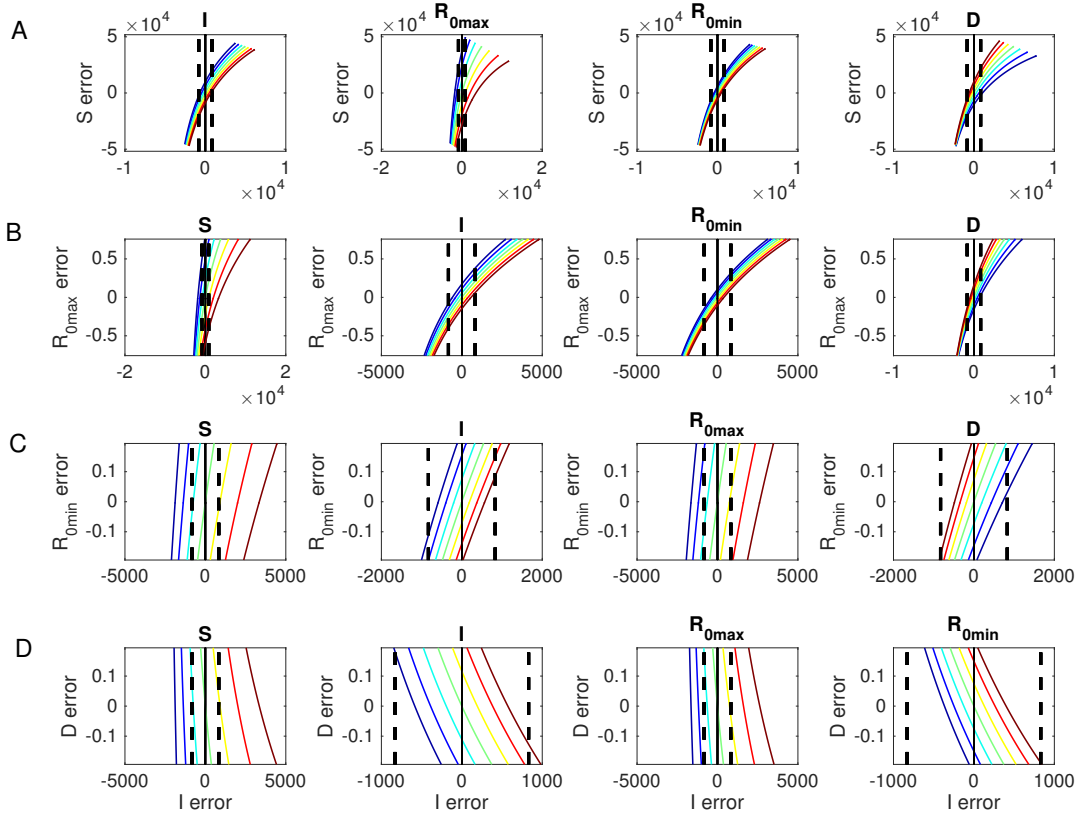 A
×10⁴ I
S error
5
0
-5
-1 0 1
×10⁴
×10⁴ R0max
S error
5
0
-5
-2 0 2
×10⁴
×10⁴ R0min
S error
5
0
-5
-1 0 1
×10⁴
×10⁴ D
S error
5
0
-5
-1 0 1
×10⁴
B
S
R0max error
0.5
0
-0.5
-2 0 2
×10⁴
I
R0max error
0.5
0
-0.5
-5000 0 5000
R0min
R0max error
0.5
0
-0.5
-5000 0 5000
D
R0max error
0.5
0
-0.5
-2 0 2
×10⁴
C
S
R0min error
0.1
0
-0.1
-5000 0 5000
I
R0min error
0.1
0
-0.1
-2000 0 2000
R0max
R0min error
0.1
0
-0.1
-5000 0 5000
D
R0min error
0.1
0
-0.1
-2000 0 2000
D
S
D error
0.1
0
-0.1
-5000 0 5000
I error
I
D error
0.1
0
-0.1
-1000 0 1000
I error
R0max
D error
0.1
0
-0.1
-5000 0 5000
I error
R0min
D error
0.1
0
-0.1
-1000 0 1000
I error